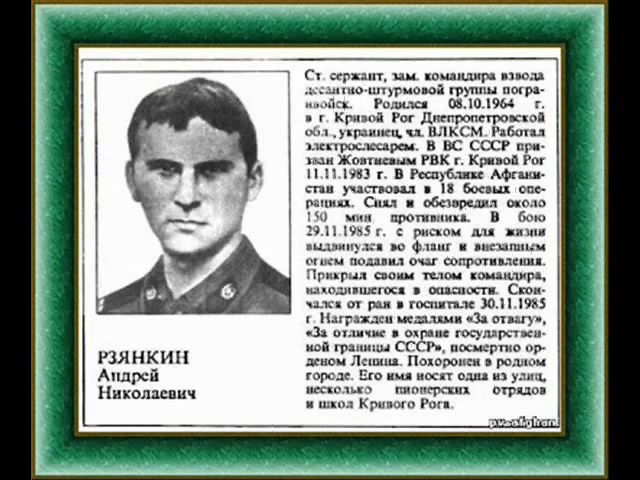 Ст. сержант, зам. командира взвода
десантно-штурмовой группы погра-
нвойск. Родился 08.10.1964 г.
в г. Кривой Рог Днепропетровской
обл., украинец, чл. ВЛКСМ. Работал
электрослесарем. В ВС СССР при-
зван Жовтневым РВК г. Кривой Рог
11.11.1983 г. В Республике Афгани-
стан участвовал в 18 боевых опе-
рациях. Снял и обезвредил около
150 мин противника. В бою
29.11.1985 г. с риском для жизни
выдвинулся во фланг и внезапным
огнем подавил очаг сопротивления.
Прикрыл своим телом командира,
находившегося в опасности. Скон-
чался от ран в госпитале 30.11.1985
г. Награжден медалями «За отвагу»,
«За отличие в охране государствен-
ной границы СССР», посмертно ор-
деном Ленина. Похоронен в родном
городе. Его имя носят одна из улиц,
несколько пионерских отрядов
и школ Кривого Рога.
РЗЯНКИН
Андрей
Николаевич